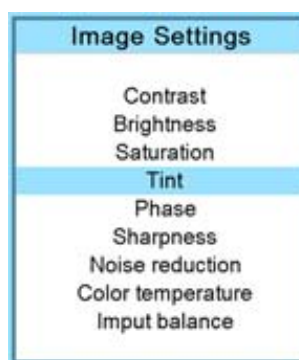 Image Settings
Contrast
Brightness
Saturation
Tint
Phase
Sharpness
Noise reduction
Color temperature
Imput balance